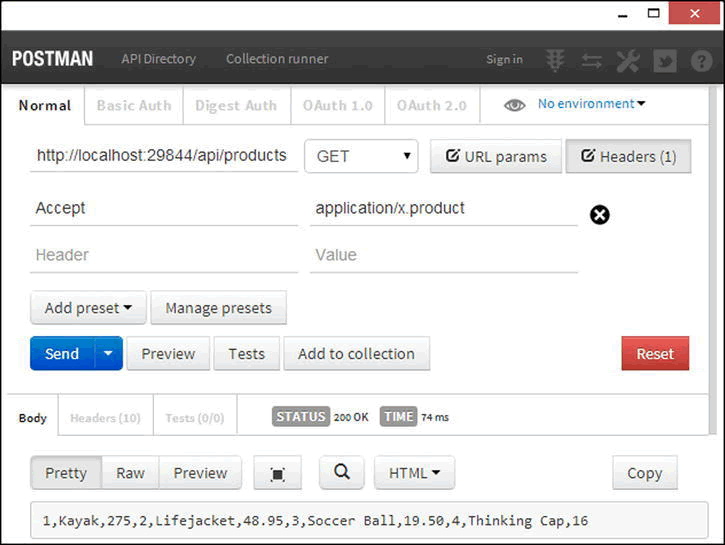 POSTMAN API Directory Collection runner Sign in
Normal Basic Auth Digest Auth OAuth 1.0 OAuth 2.0 No environment
http://localhost:29844/api/products GET URL params Headers (1)
Accept application/x.product
Header Value
Add preset Manage presets
Send Preview Tests Add to collection Reset
Body Headers (10) Tests (0/0) STATUS 200 OK TIME 74 ms
Pretty Raw Preview HTML Copy
1,Kayak,275,2,Lifejacket,48.95,3,Soccer Ball,19.50,4,Thinking Cap,16